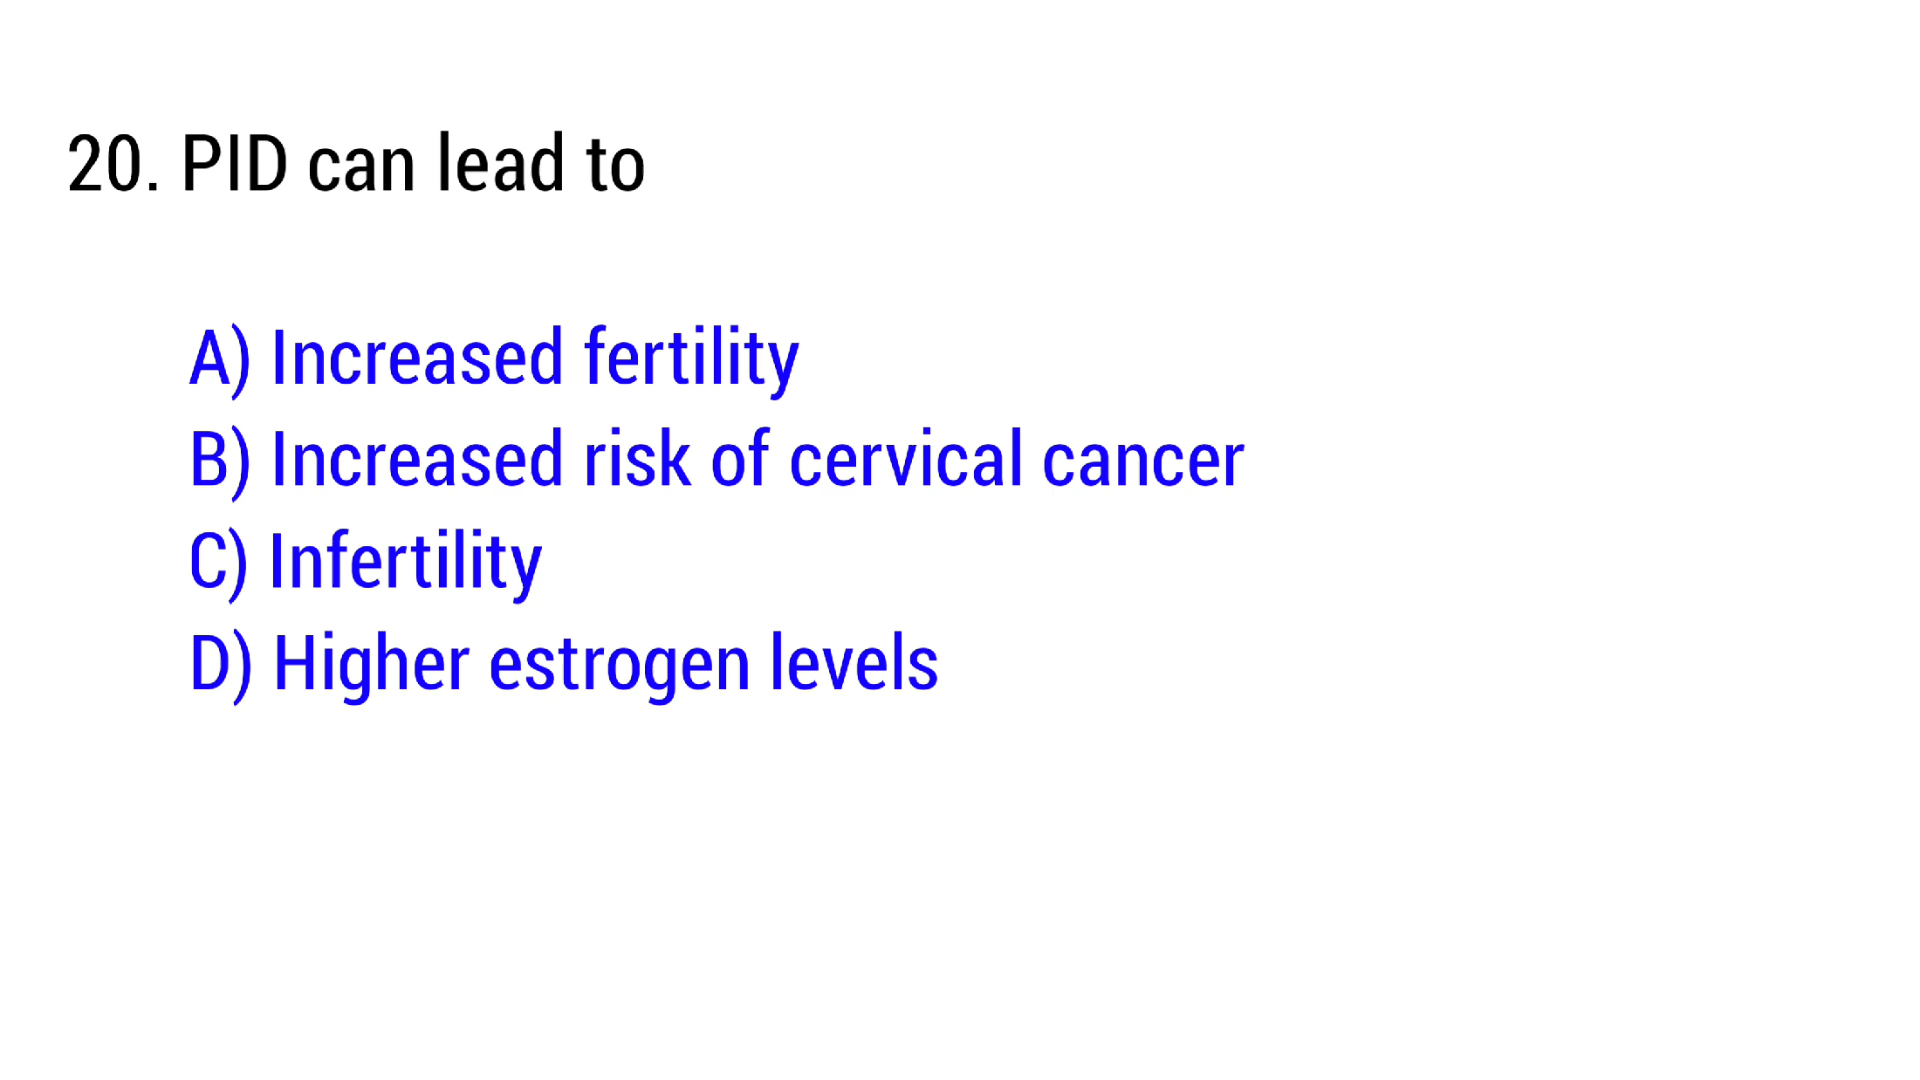 20. PID can lead to
A) Increased fertility
B) Increased risk of cervical cancer
C) Infertility
D) Higher estrogen levels